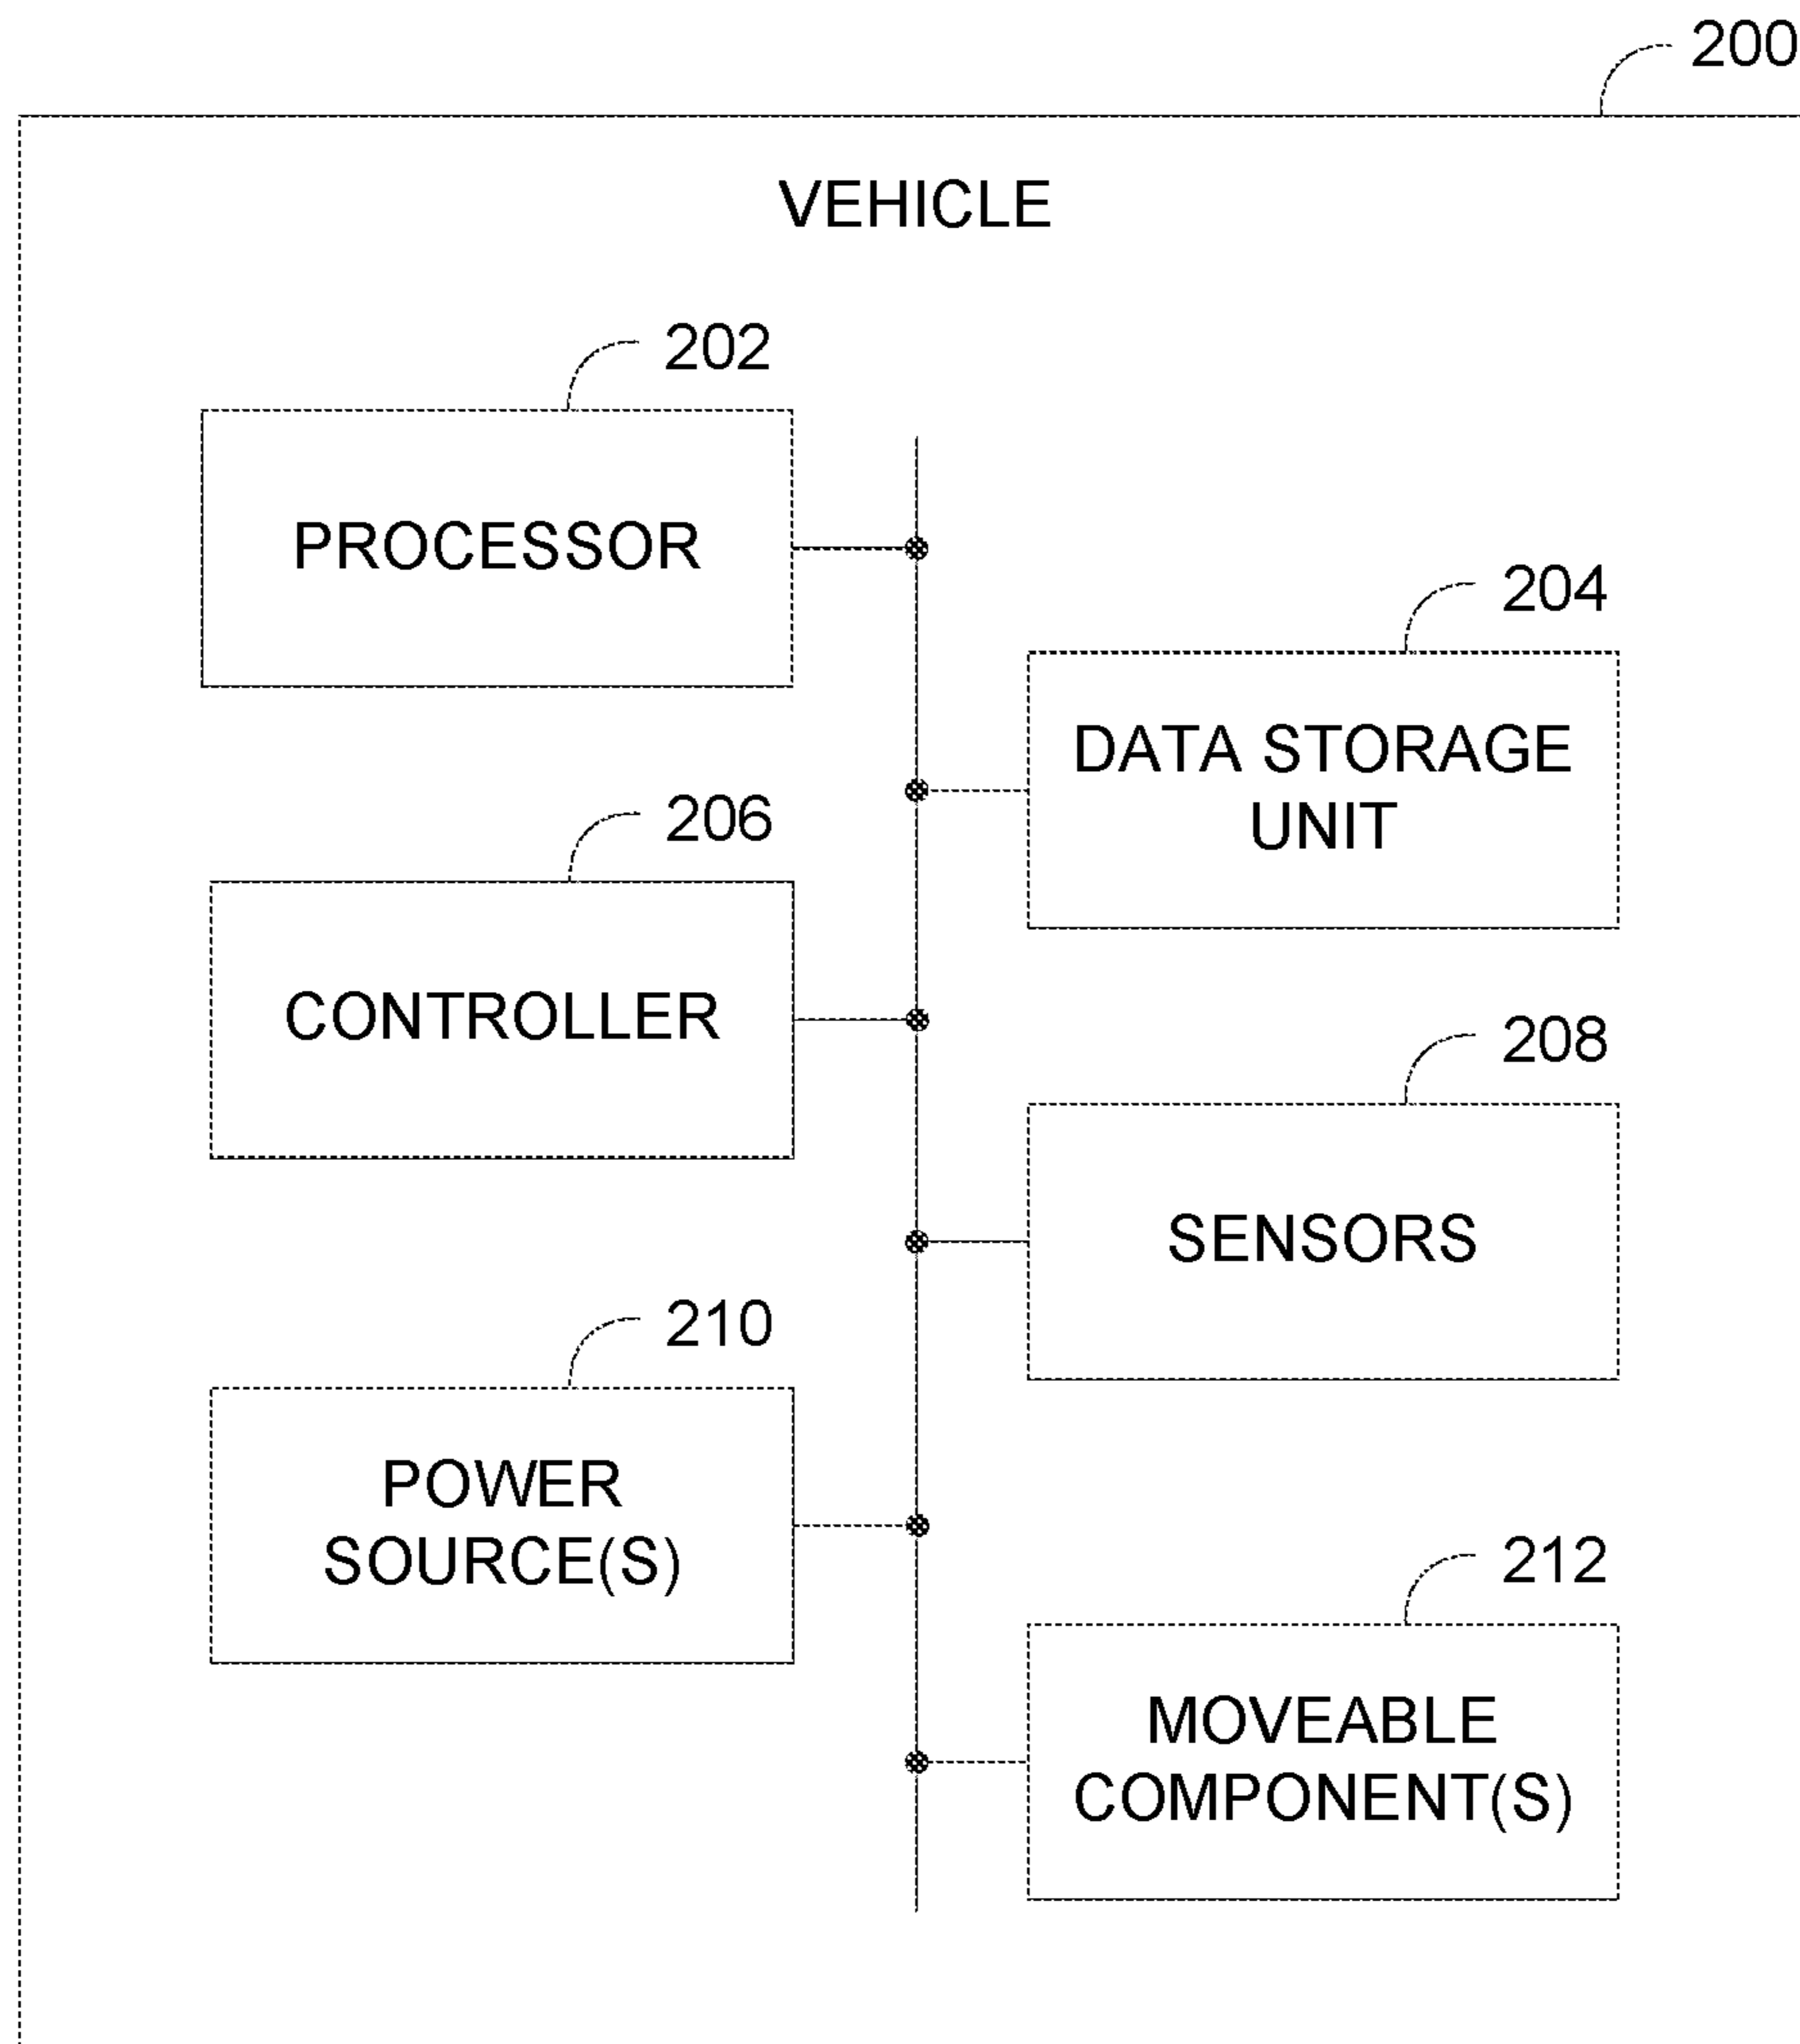 200
VEHICLE
202
PROCESSOR
204
DATA STORAGE
UNIT
206
CONTROLLER
208
SENSORS
210
POWER
SOURCE(S)
212
MOVEABLE
COMPONENT(S)